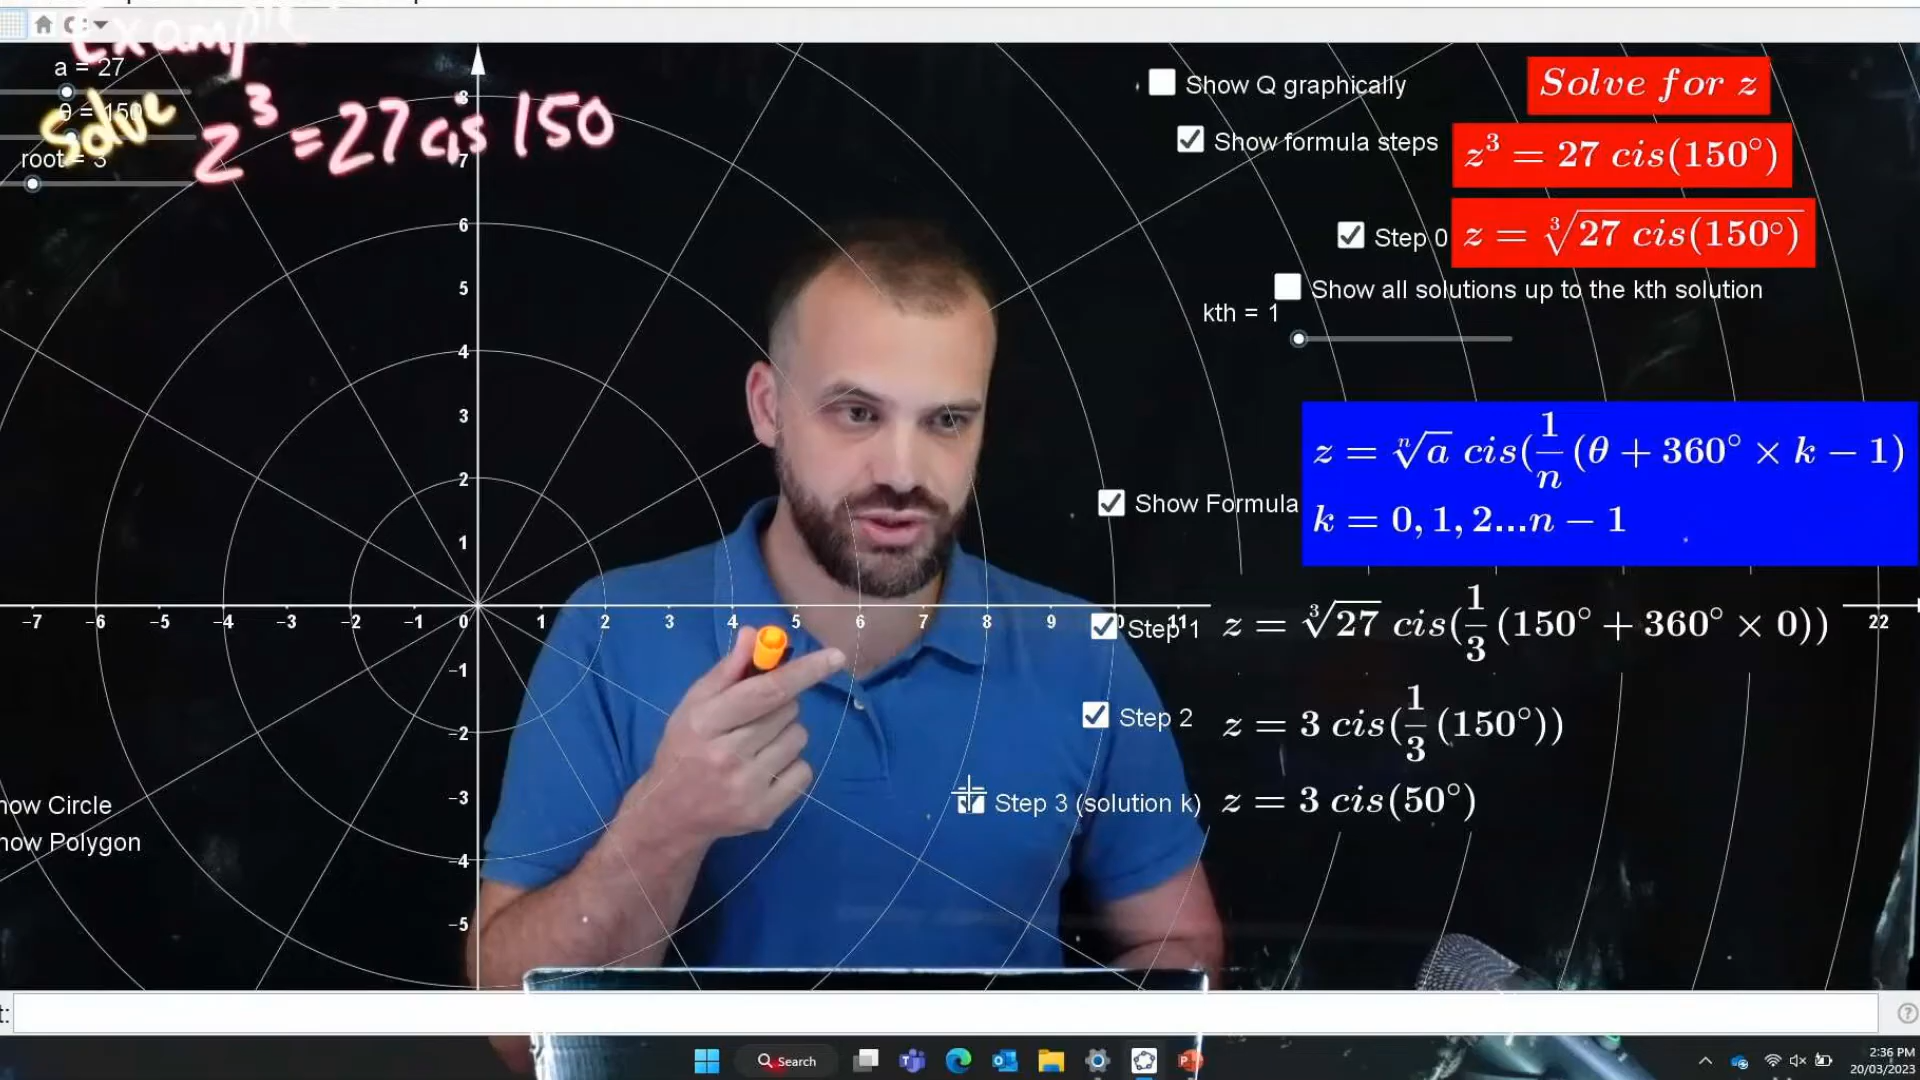 Example
a = 27
θ = 150
Solve z³ = 27 cis 150
root = 3
Show Q graphically
Solve for z
Show formula steps
z³ = 27 cis(150°)
Step 0
z = ∛27 cis(150°)
Show all solutions up to the kth solution
kth = 1
z = ⁿ√a cis(1/n (θ + 360° × k − 1)
Show Formula
k = 0, 1, 2...n − 1
8
7
6
5
4
3
2
1
−7 −6 −5 −4 −3 −2 −1 0 1 2 3 4 5 6 7 8 9 10 11 22
−1
−2
−3
−4
−5
Step 1 z = ∛27 cis(1/3 (150° + 360° × 0))
Step 2 z = 3 cis(1/3 (150°))
Step 3 (solution k) z = 3 cis(50°)
how Circle
how Polygon
t:
Search
2:36 PM
20/03/2023